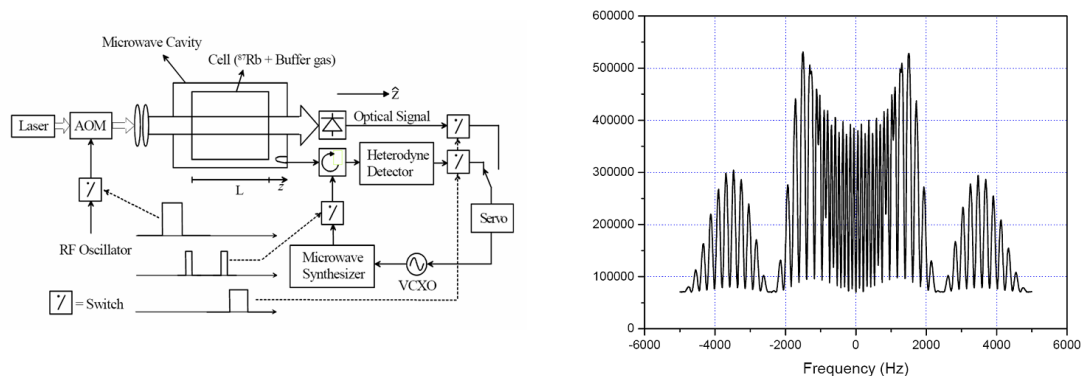 Microwave Cavity
Cell (⁸⁷Rb + Buffer gas)
ẑ
Laser
AOM
Optical Signal
Heterodyne
Detector
L
z
RF Oscillator
Servo
Microwave
Synthesizer
VCXO
= Switch
600000
500000
400000
300000
200000
100000
0
-6000
-4000
-2000
0
2000
4000
6000
Frequency (Hz)